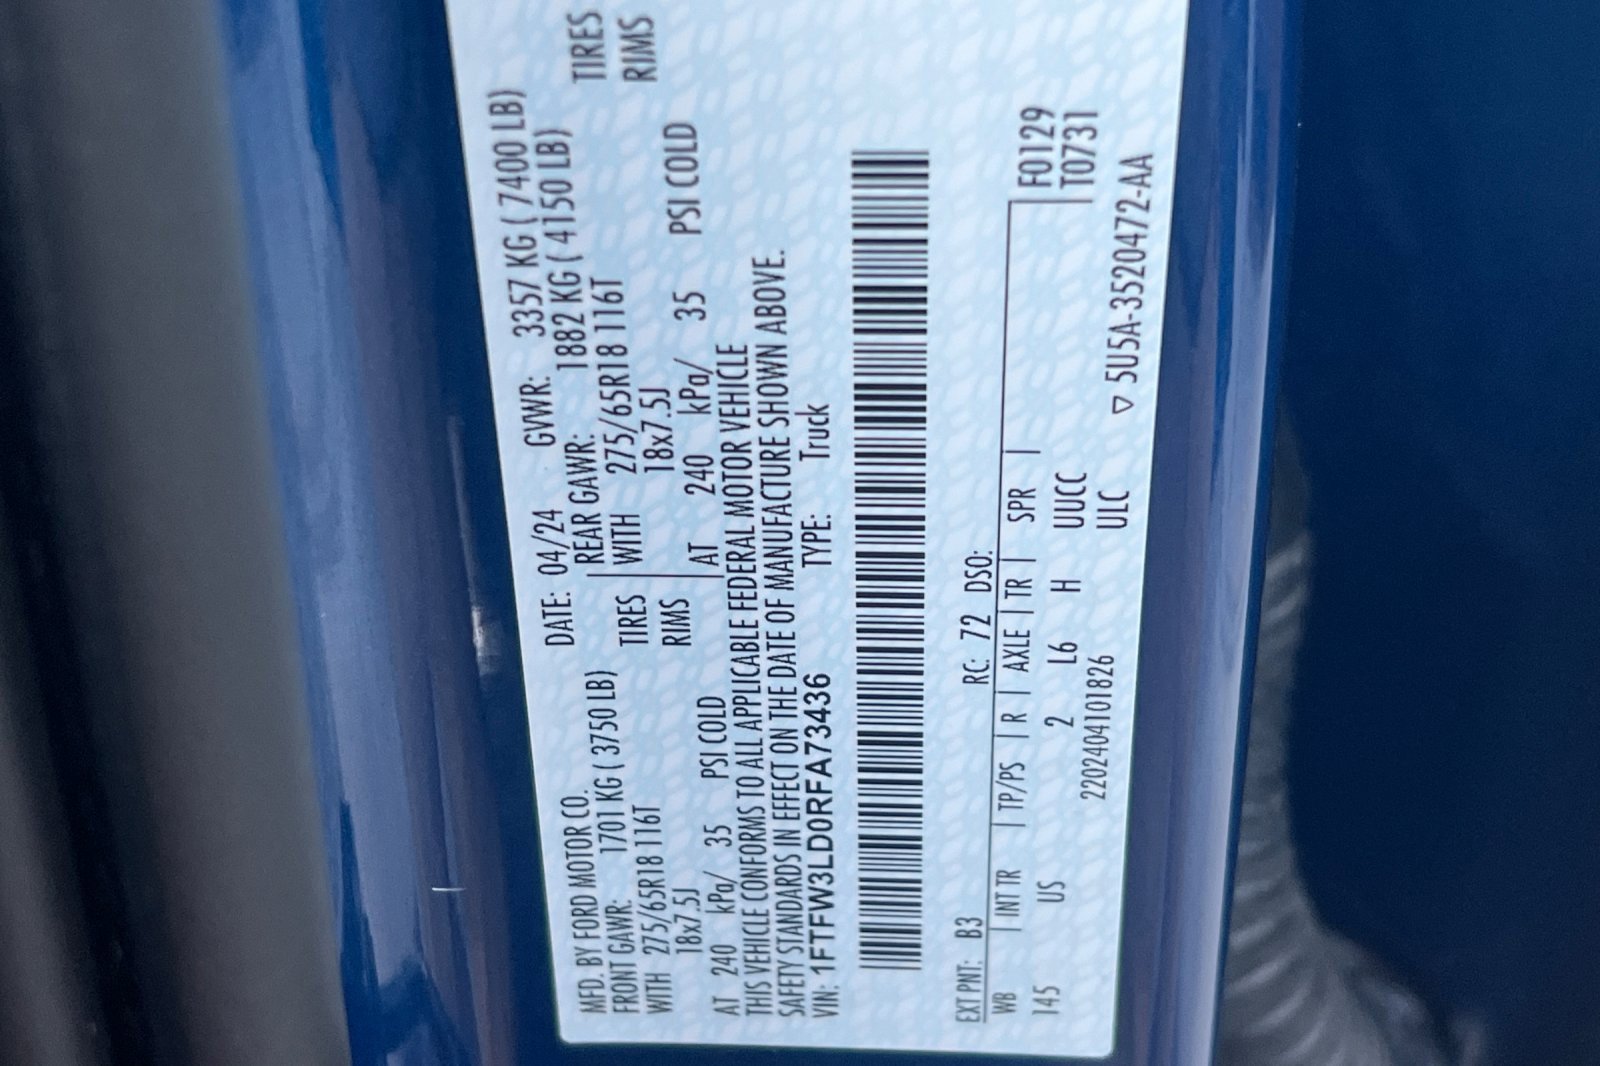 MFD. BY FORD MOTOR CO.
DATE: 04/24 GVWR: 3357 KG ( 7400 LB)
FRONT GAWR: 1701 KG ( 3750 LB) REAR GAWR: 1882 KG ( 4150 LB)
WITH 275/65R18 116T TIRES WITH 275/65R18 116T TIRES
18x7.5J RIMS 18x7.5J RIMS
AT 240 kPa/ 35 PSI COLD AT 240 kPa/ 35 PSI COLD
THIS VEHICLE CONFORMS TO ALL APPLICABLE FEDERAL MOTOR VEHICLE
SAFETY STANDARDS IN EFFECT ON THE DATE OF MANUFACTURE SHOWN ABOVE.
VIN: 1FTFW3LD0RFA73436 TYPE: Truck
EXT PNT: B3 RC: 72 DSO:
WB | INT TR | TP/PS | R | AXLE | TR | SPR | F0129
145 US 2 L6 H UUCC T0731
220240410182​6 ULC ▽ 5U5A-3520472-AA